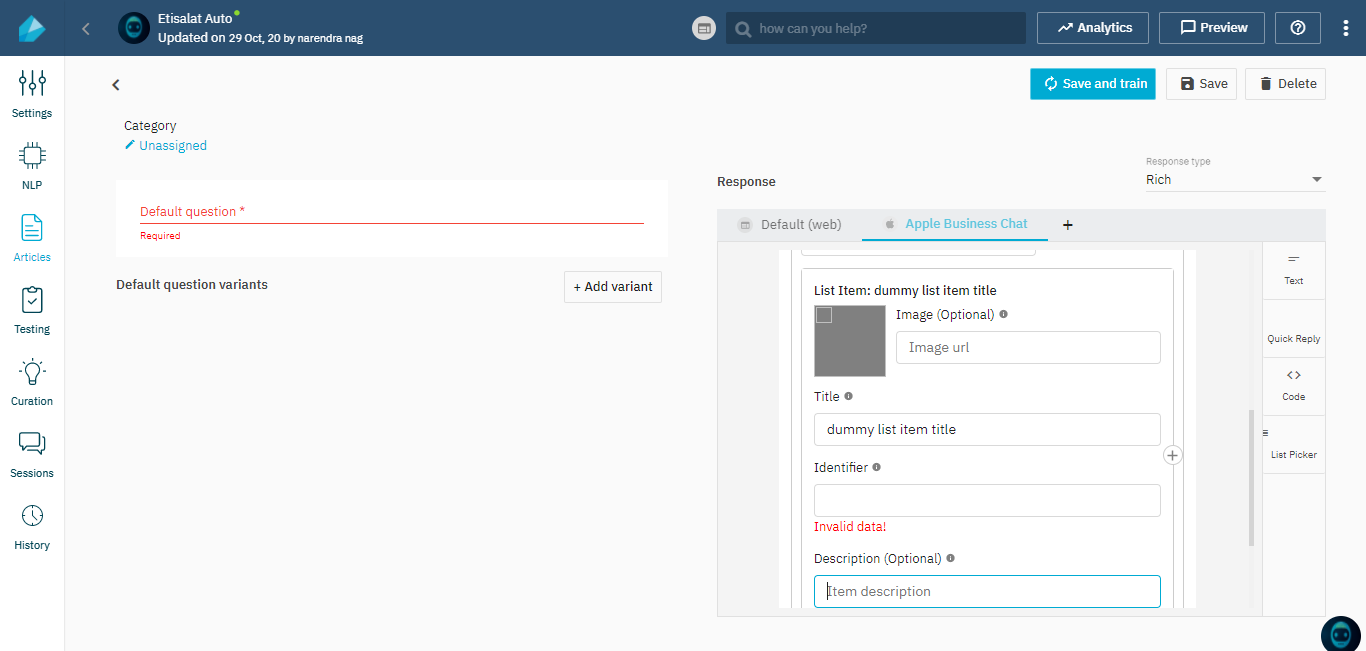 Etisalat Auto
Updated on 29 Oct, 20 by narendra nag
how can you help?
Analytics
Preview
Settings
NLP
Articles
Testing
Curation
Sessions
History
Save and train
Save
Delete
Category
Unassigned
Default question *
Required
Default question variants
+ Add variant
Response
Response type
Rich
Default (web)
Apple Business Chat
+
List Item: dummy list item title
Image (Optional)
Image url
Title
dummy list item title
Identifier
Invalid data!
Description (Optional)
Item description
Text
Quick Reply
Code
List Picker